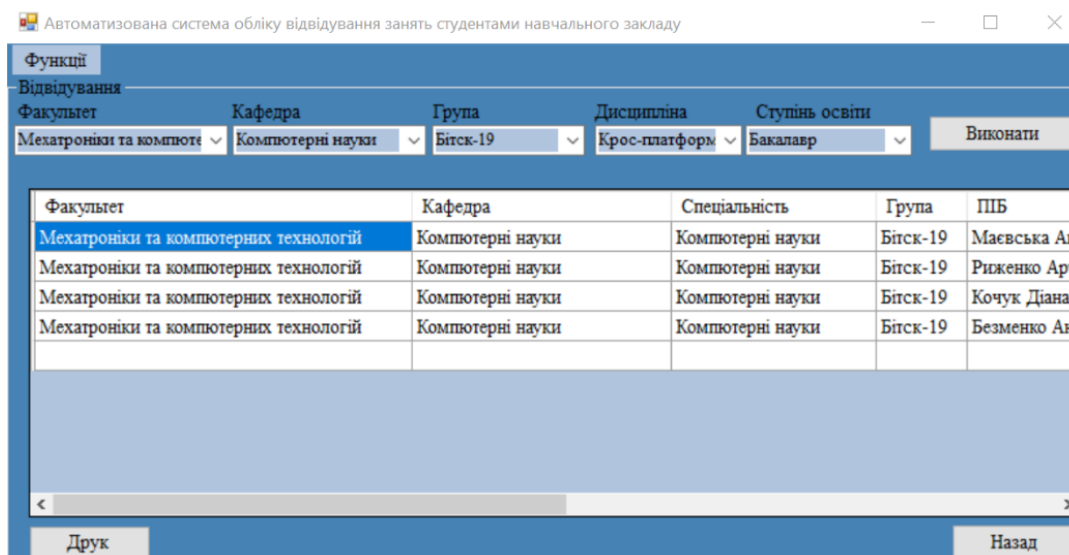 Автоматизована система обліку відвідування занять студентами навчального закладу
Функції
Відвідування
Факультет Кафедра Група Дисципліна Ступінь освіти
Мехатроніки та компюте Компютерні науки Бітск-19 Крос-платформ Бакалавр Виконати
Факультет Кафедра Спеціальність Група ПІБ
Мехатроніки та компютерних технологій Компютерні науки Компютерні науки Бітск-19 Маєвська
Мехатроніки та компютерних технологій Компютерні науки Компютерні науки Бітск-19 Риженко Ар
Мехатроніки та компютерних технологій Компютерні науки Компютерні науки Бітск-19 Кочук Діана
Мехатроніки та компютерних технологій Компютерні науки Компютерні науки Бітск-19 Безменко
Друк Назад